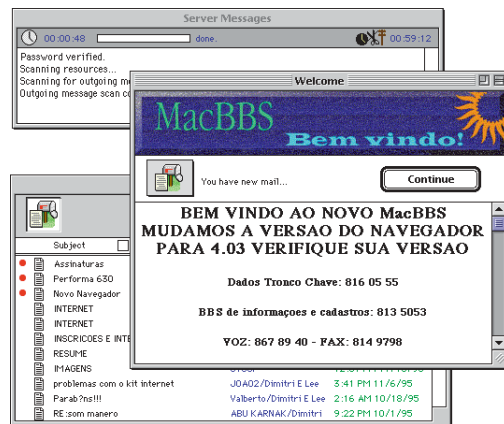 Server Messages
00:00:48 done. 00:59:12
Password verified.
Scanning resources...
Scanning for outgoing
Outgoing message scan
Welcome
MacBBS
Bem vindo!
You have new mail...
Continue
BEM VINDO AO NOVO MacBBS
MUDAMOS A VERSAO DO NAVEGADOR
PARA 4.03 VERIFIQUE SUA VERSAO
Dados Tronco Chave: 816 05 55
BBS de informaçoes e cadastros: 813 5053
VOZ: 867 89 40 - FAX: 814 9798
Subject
Assinaturas
Performa 630
Novo Navegador
INTERNET
INTERNET
INSCRICOES E INTE
RESUME
IMAGENS
problemas com o kit internet JOA02/Dimitri E Lee 3:41 PM 11/6/95
Parab?ns!!! Valberto/Dimitri E Lee 2:16 AM 10/18/95
RE:som manero ABU KARNAK/Dimitri 9:22 PM 10/1/95